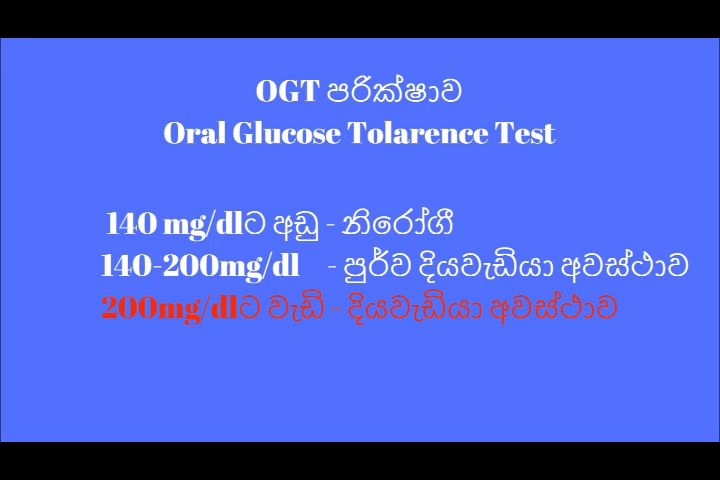 OGT පරික්ෂාව
Oral Glucose Tolarence Test
140 mg/dlට අඩු - නිරෝගී
140-200mg/dl - පුර්ව දියවැඩියා අවස්ථාව
200mg/dlට වැඩි - දියවැඩියා අවස්ථාව